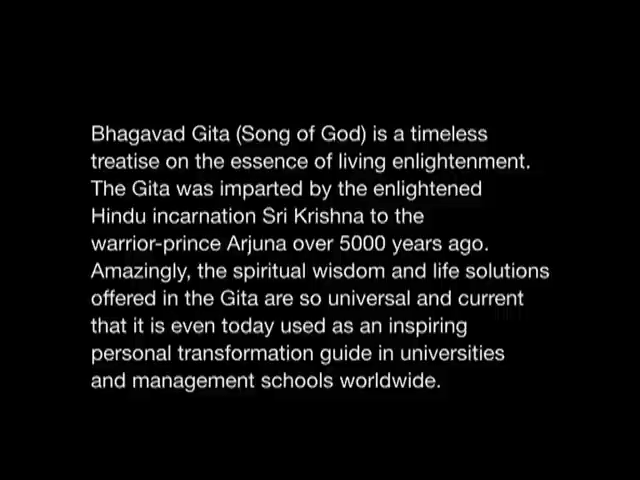 Bhagavad Gita (Song of God) is a timeless
treatise on the essence of living enlightenment.
The Gita was imparted by the enlightened
Hindu incarnation Sri Krishna to the
warrior-prince Arjuna over 5000 years ago.
Amazingly, the spiritual wisdom and life solutions
offered in the Gita are so universal and current
that it is even today used as an inspiring
personal transformation guide in universities
and management schools worldwide.